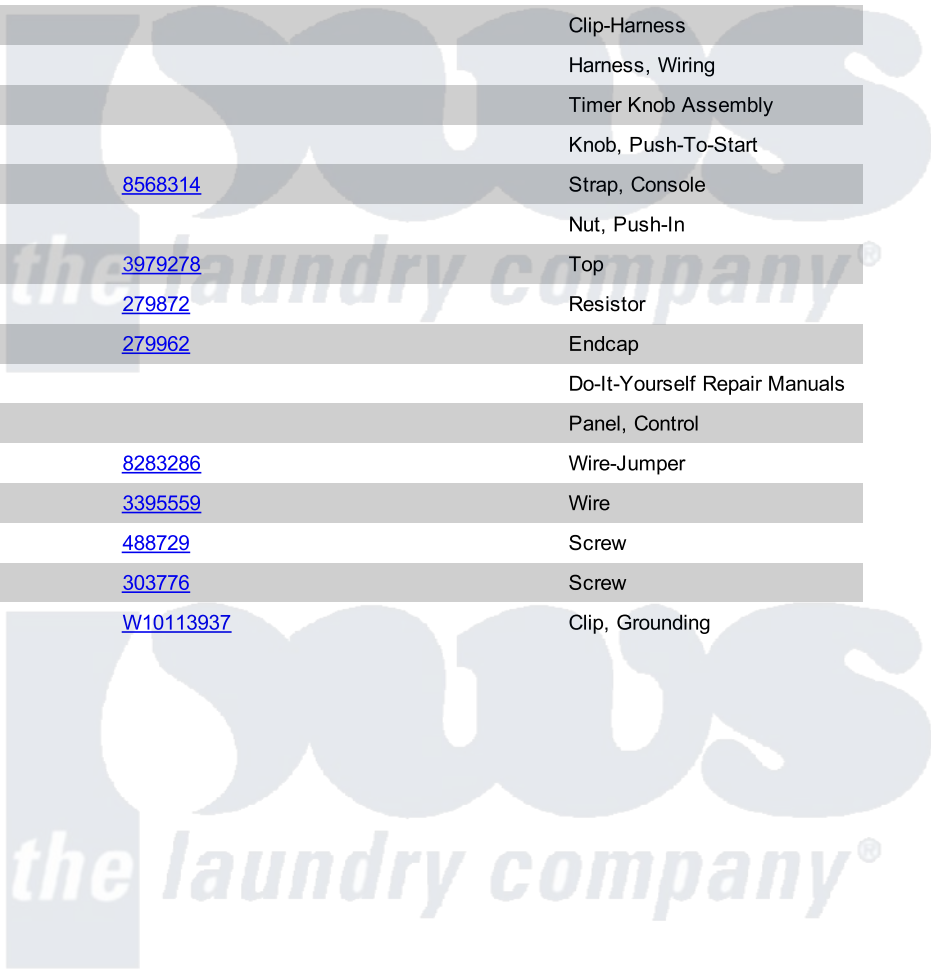 Clip-Harness
Harness, Wiring
Timer Knob Assembly
Knob, Push-To-Start
8568314 Strap, Console
Nut, Push-In
3979278 Top
the laundry company®
279872 Resistor
279962 Endcap
Do-It-Yourself Repair Manuals
Panel, Control
8283286 Wire-Jumper
3395559 Wire
488729 Screw
303776 Screw
W10113937 Clip, Grounding
pws
the laundry company®